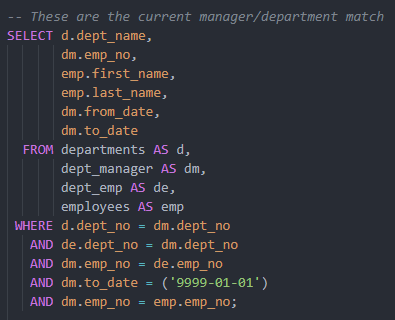 -- These are the current manager/department match
SELECT d.dept_name,
dm.emp_no,
emp.first_name,
emp.last_name,
dm.from_date,
dm.to_date
FROM departments AS d,
dept_manager AS dm,
dept_emp AS de,
employees AS emp
WHERE d.dept_no = dm.dept_no
AND de.dept_no = dm.dept_no
AND dm.emp_no = de.emp_no
AND dm.to_date = ('9999-01-01')
AND dm.emp_no = emp.emp_no;